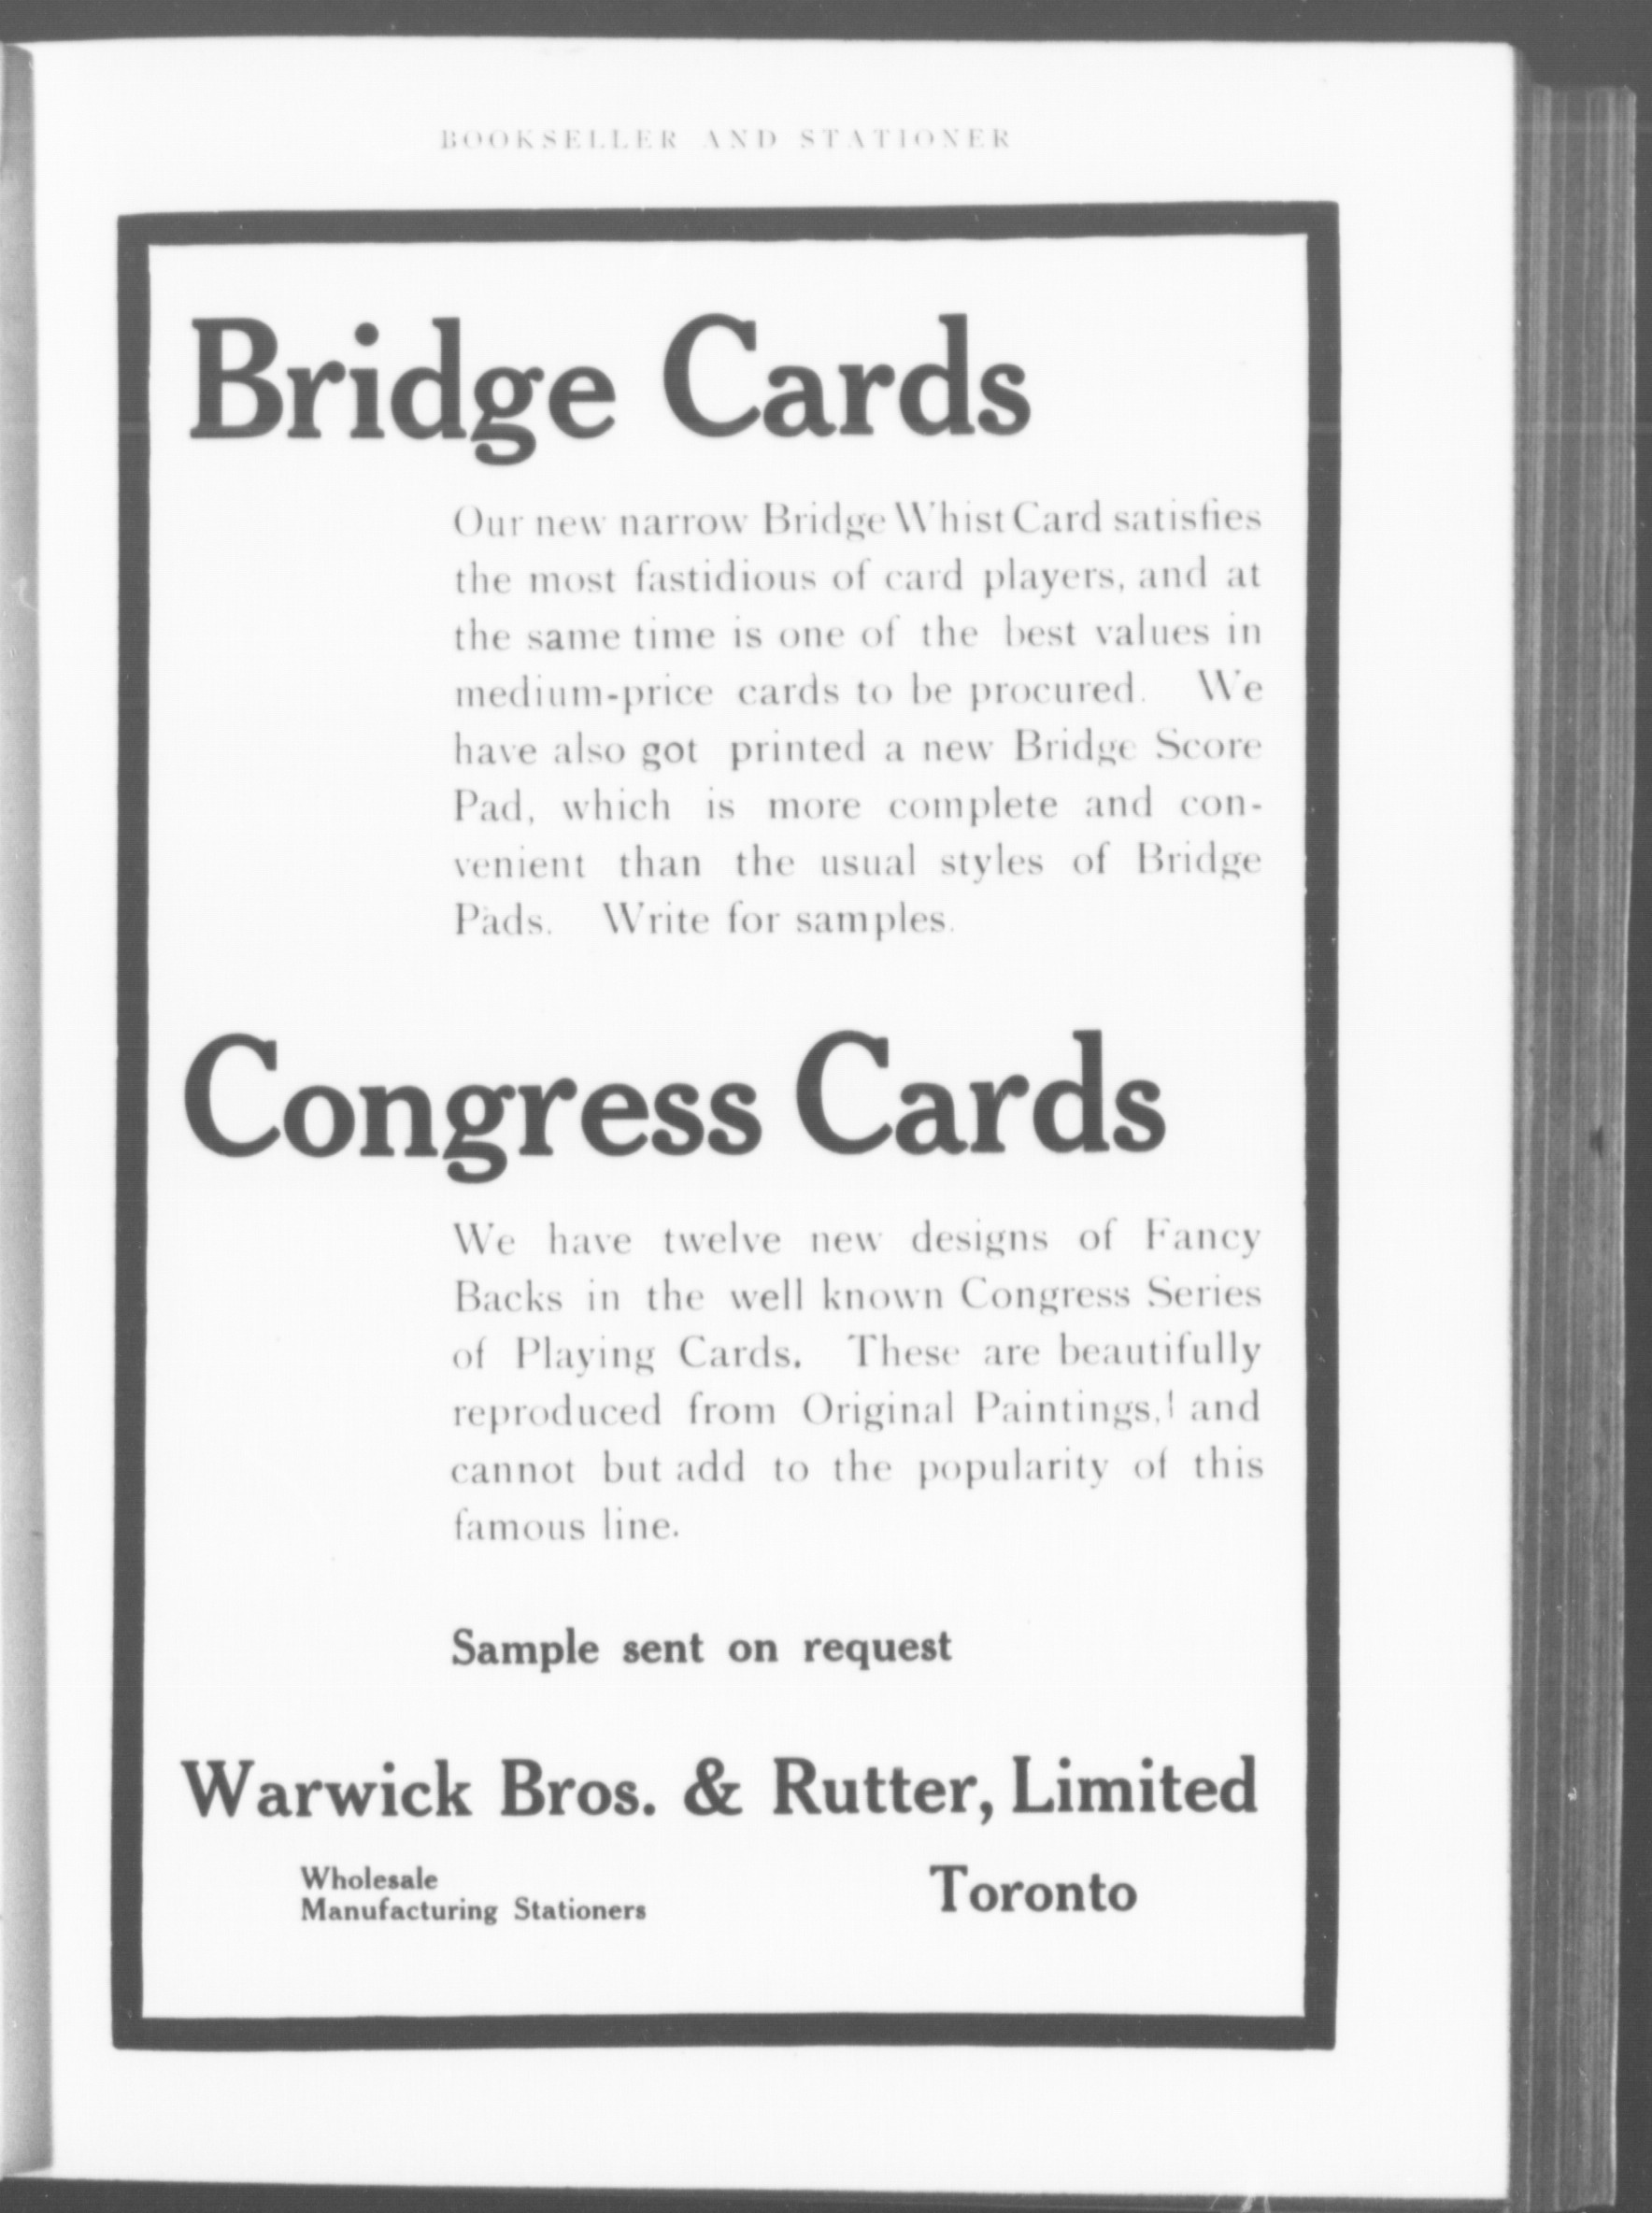 BOOKSELLER AND STATIONER
Bridge Cards
Our new narrow Bridge Whist Card satisfies
the most fastidious of card players, and at
the same time is one of the best values in
medium-price cards to be procured. We
have also got printed a new Bridge Score
Pad, which is more complete and con-
venient than the usual styles of Bridge
Pads. Write for samples.
Congress Cards
We have twelve new designs of Fancy
Backs in the well known Congress Series
of Playing Cards. These are beautifully
reproduced from Original Paintings, and
cannot but add to the popularity of this
famous line.
Sample sent on request
Warwick Bros. & Rutter, Limited
Wholesale
Manufacturing Stationers
Toronto